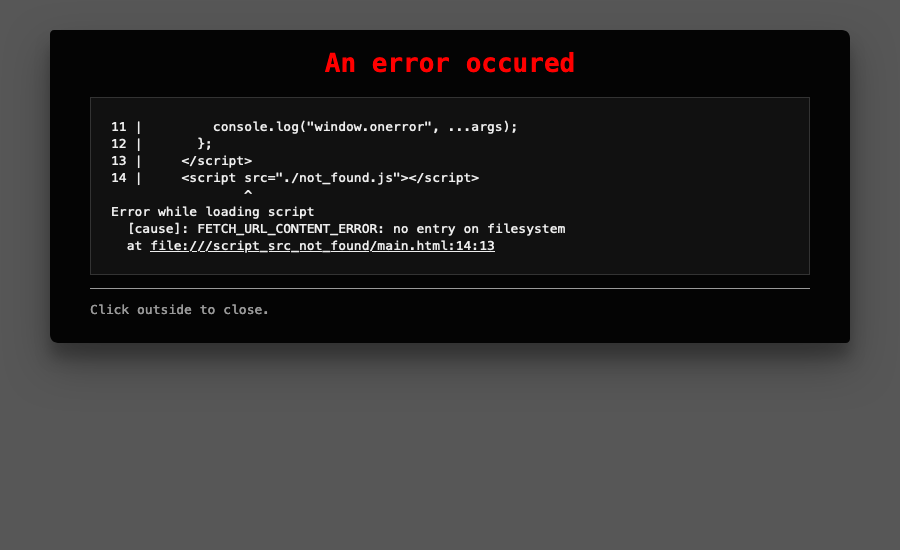 An error occured
11 |         console.log("window.onerror", ...args);
12 |       };
13 |     </script>
14 |     <script src="./not_found.js"></script>
                 ^
Error while loading script
  [cause]: FETCH_URL_CONTENT_ERROR: no entry on filesystem
  at file:///script_src_not_found/main.html:14:13
Click outside to close.